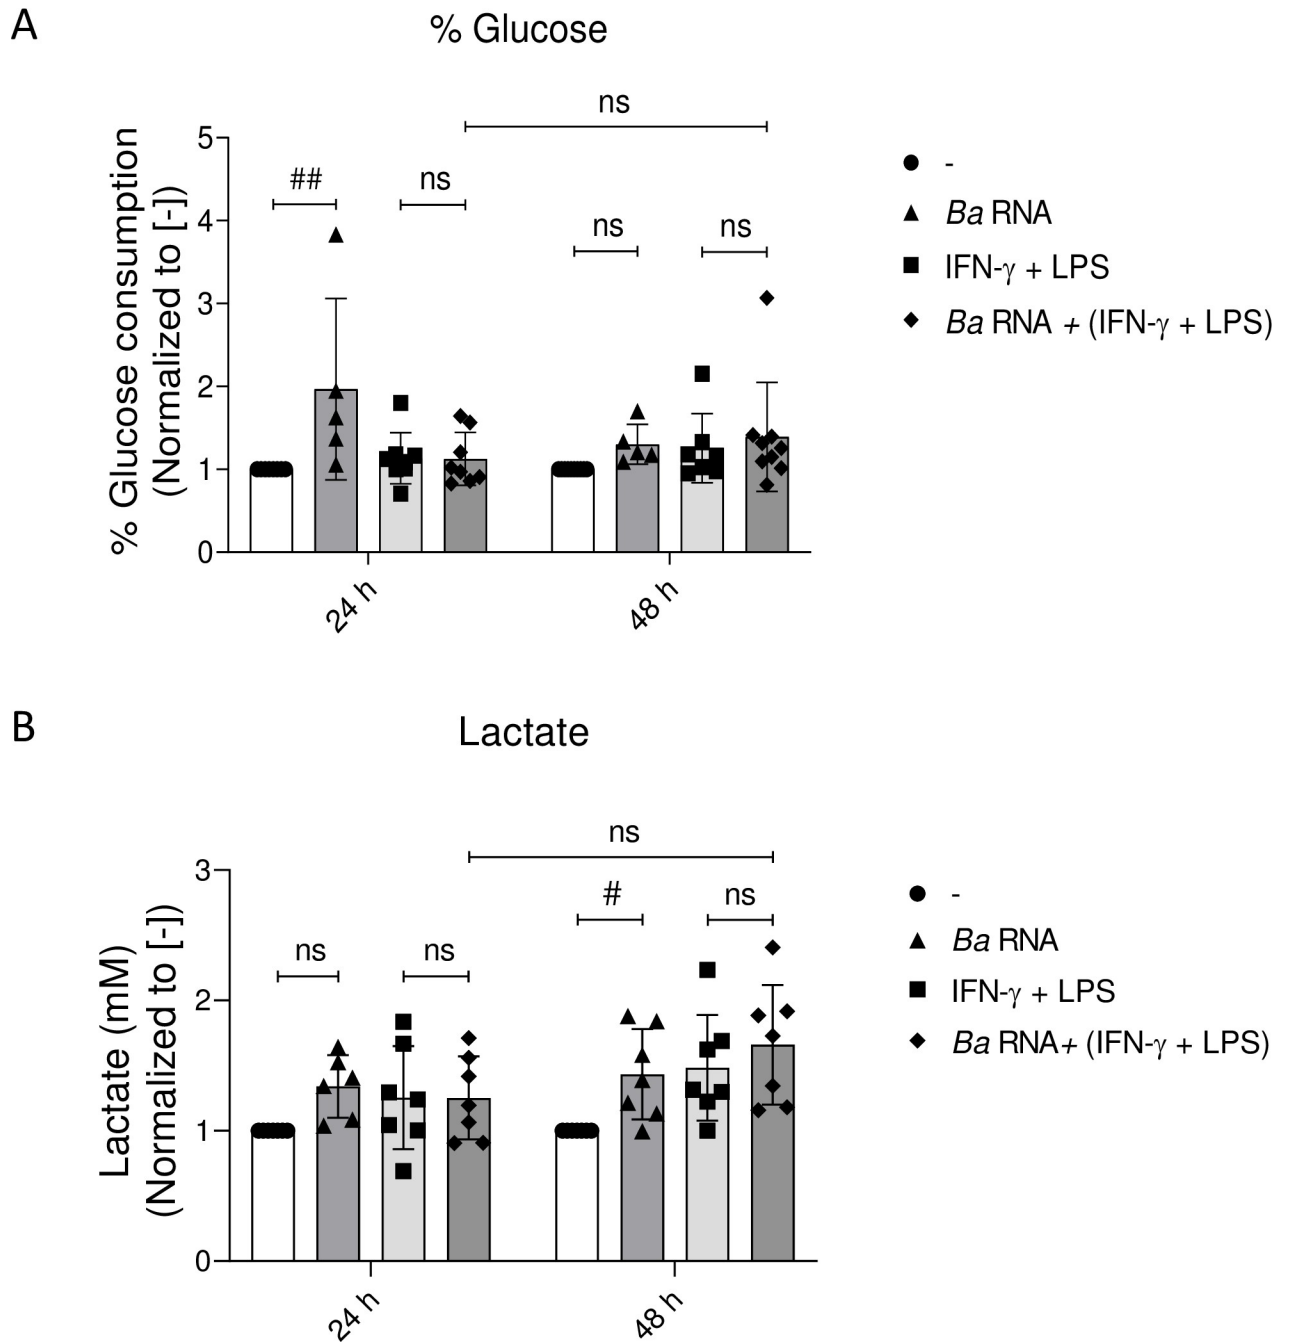 A
% Glucose
% Glucose consumption
(Normalized to [-])
5
4
3
2
1
0
##
ns
ns
ns
ns
24 h
48 h
-
Ba RNA
IFN-γ + LPS
Ba RNA + (IFN-γ + LPS)
B
Lactate
Lactate (mM)
(Normalized to [-])
3
2
1
0
ns
ns
ns
#
ns
24 h
48 h
-
Ba RNA
IFN-γ + LPS
Ba RNA+ (IFN-γ + LPS)